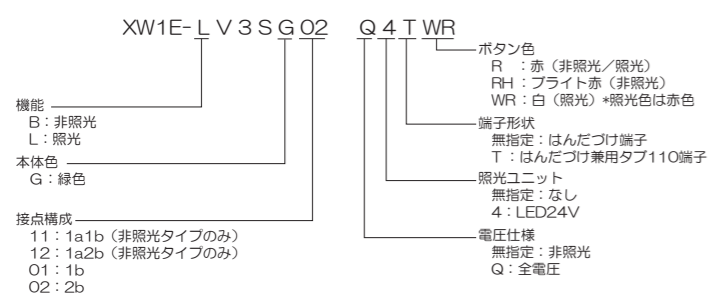 XW1E-LV3SG02 Q4TWR
機能
B：非照光
L：照光
本体色
G：緑色
接点構成
11：1a1b（非照光タイプのみ）
12：1a2b（非照光タイプのみ）
01：1b
02：2b
ボタン色
R ：赤（非照光／照光）
RH：ブライト赤（非照光）
WR：白（照光）*照光色は赤色
端子形状
無指定：はんだづけ端子
T ：はんだづけ兼用タブ110端子
照光ユニット
無指定：なし
4：LED24V
電圧仕様
無指定：非照光
Q：全電圧